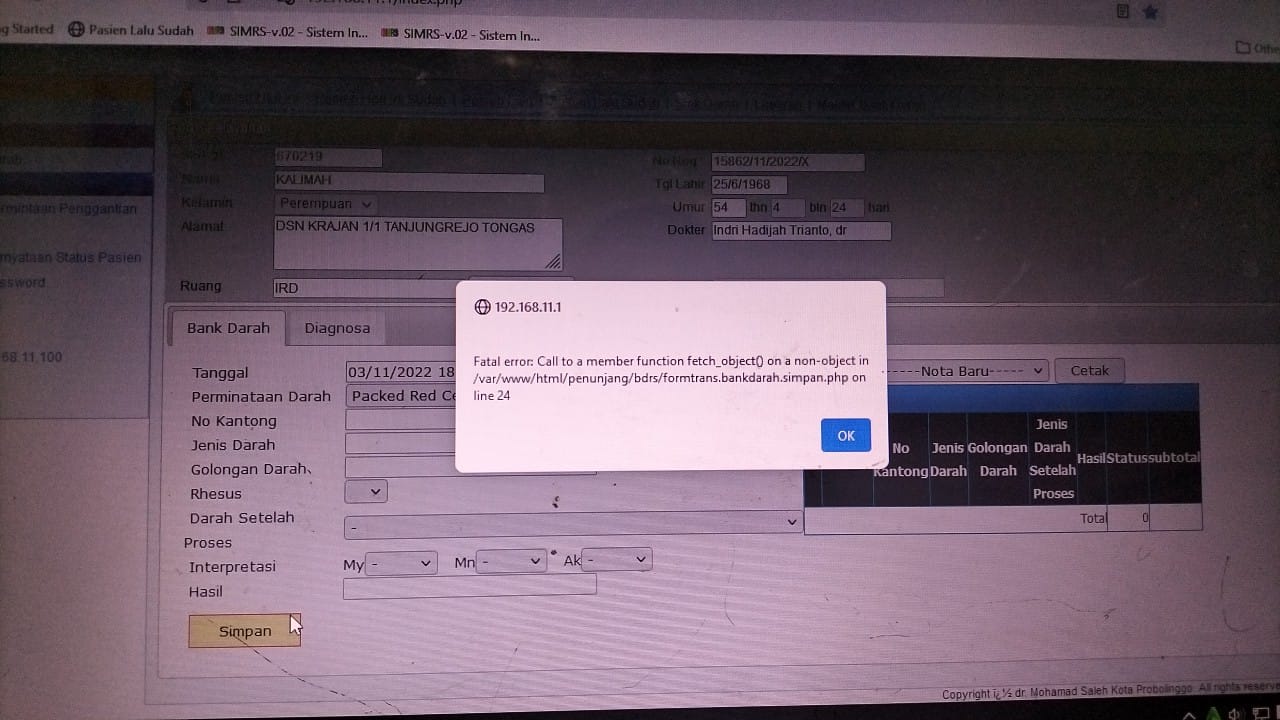 g Started
Pasien Lalu Sudah
SIMRS-v.02 - Sistem In...
SIMRS-v.02 - Sistem In...
Othe
670219
No Reg
15862/11/2022/X
Nama
KALIMAH
Tgl Lahir
25/6/1968
Kelamin
Perempuan
Umur
54
thn
4
bln
24
hari
Alamat
DSN KRAJAN 1/1 TANJUNGREJO TONGAS
Dokter
Indri Hadijah Trianto, dr
Ruang
IRD
rmintaan Penggantian
rnyataan Status Pasien
ssword
68.11.100
Bank Darah
Diagnosa
192.168.11.1
Fatal error: Call to a member function fetch_object() on a non-object in
/var/www/html/penunjang/bdrs/formtrans.bankdarah.simpan.php on
line 24
OK
Tanggal
03/11/2022 18
-----Nota Baru-----
Cetak
Perminataan Darah
Packed Red Ce
No Kantong
Jenis Darah
Golongan Darah
Rhesus
Darah Setelah
Proses
-
Interpretasi
My
-
Mn
-
Ak
-
Hasil
Simpan
No
Kantong
Jenis
Darah
Golongan
Darah
Jenis
Darah
Setelah
Proses
Hasil
Status
subtotal
Total
0
Copyright ï¿½ dr. Mohamad Saleh Kota Probolinggo. All rights reserve